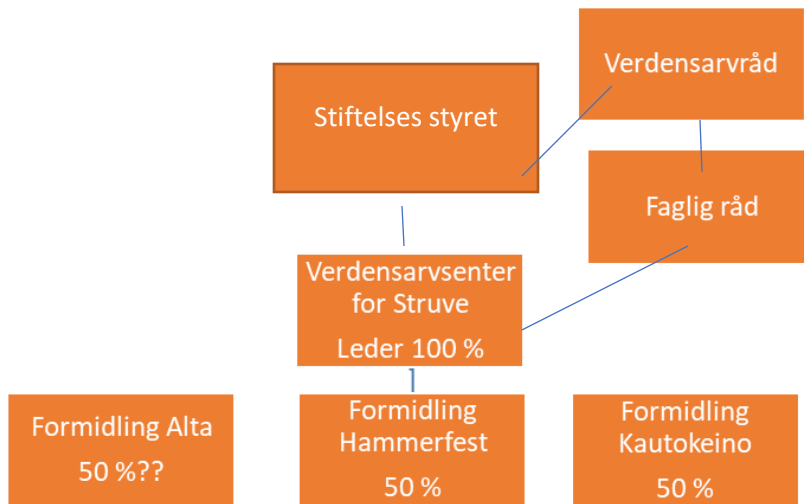 Verdensarvråd
Stiftelses styret
Faglig råd
Verdensarvsenter
for Struve
Leder 100 %
Formidling Alta
50 %??
Formidling
Hammerfest
50 %
Formidling
Kautokeino
50 %